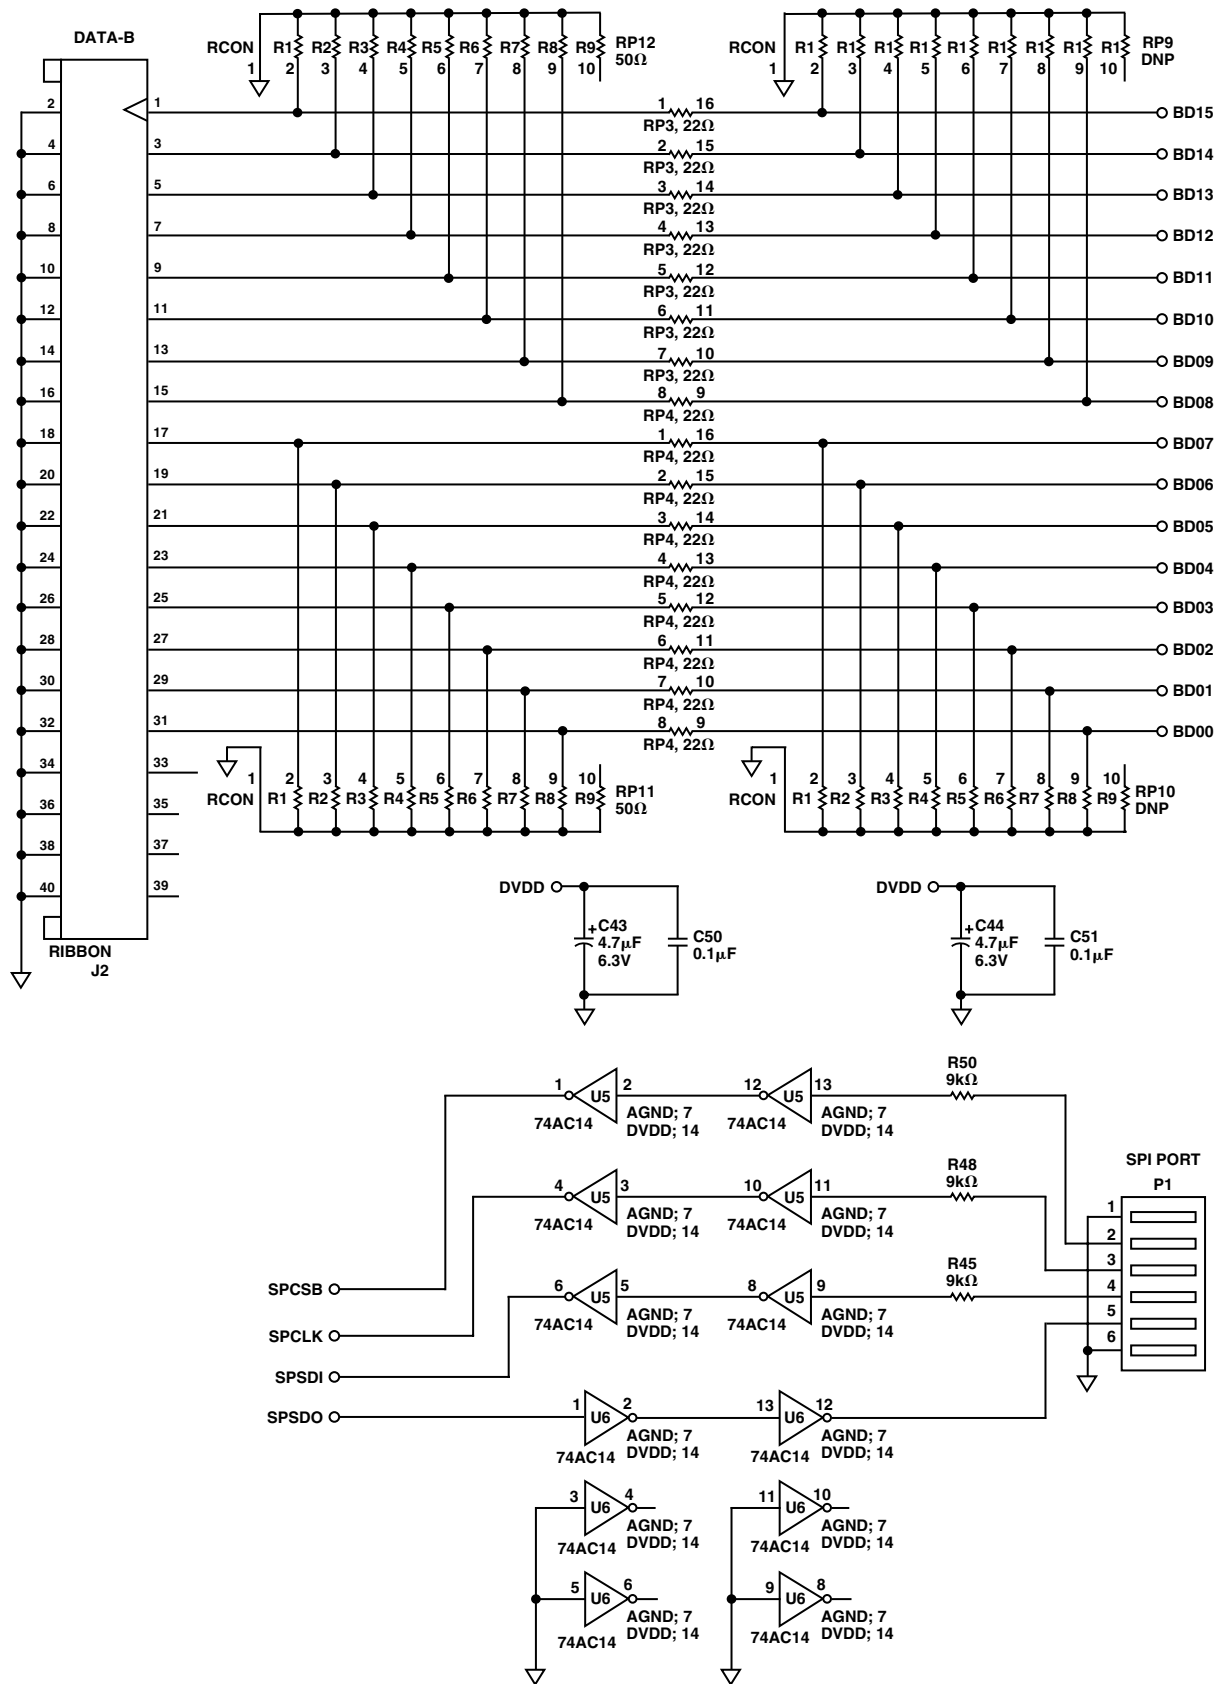 DATA-B
RCON R1 R2 R3 R4 R5 R6 R7 R8 R9 RP12
50Ω
1 2 3 4 5 6 7 8 9 10
RCON R1 R1 R1 R1 R1 R1 R1 R1 R1 RP9
DNP
1 2 3 4 5 6 7 8 9 10
2 1 1 16 BD15
RP3, 22Ω
4 3 2 15 BD14
RP3, 22Ω
6 5 3 14 BD13
RP3, 22Ω
8 7 4 13 BD12
RP3, 22Ω
10 9 5 12 BD11
RP3, 22Ω
12 11 6 11 BD10
RP3, 22Ω
14 13 7 10 BD09
RP3, 22Ω
16 15 8 9 BD08
RP4, 22Ω
18 17 1 16 BD07
RP4, 22Ω
20 19 2 15 BD06
RP4, 22Ω
22 21 3 14 BD05
RP4, 22Ω
24 23 4 13 BD04
RP4, 22Ω
26 25 5 12 BD03
RP4, 22Ω
28 27 6 11 BD02
RP4, 22Ω
30 29 7 10 BD01
RP4, 22Ω
32 31 8 9 BD00
RP4, 22Ω
34 33
36 35
38 37
40 39
RIBBON
J2
1 2 3 4 5 6 7 8 9 10
RCON R1 R2 R3 R4 R5 R6 R7 R8 R9 RP11
50Ω
1 2 3 4 5 6 7 8 9 10
RCON R1 R2 R3 R4 R5 R6 R7 R8 R9 RP10
DNP
DVDD
+ C43
4.7µF
6.3V
C50
0.1µF
DVDD
+ C44
4.7µF
6.3V
C51
0.1µF
1 U5 2
74AC14
AGND; 7
DVDD; 14
12 U5 13
74AC14
AGND; 7
DVDD; 14
R50
9kΩ
4 U5 3
74AC14
AGND; 7
DVDD; 14
10 U5 11
74AC14
AGND; 7
DVDD; 14
R48
9kΩ
6 U5 5
74AC14
AGND; 7
DVDD; 14
8 U5 9
74AC14
AGND; 7
DVDD; 14
R45
9kΩ
SPI PORT
P1
1
2
3
4
5
6
SPCSB
SPCLK
SPSDI
SPSDO
1 U6 2
74AC14
AGND; 7
DVDD; 14
13 U6 12
74AC14
AGND; 7
DVDD; 14
3 U6 4
74AC14
AGND; 7
DVDD; 14
11 U6 10
74AC14
AGND; 7
DVDD; 14
5 U6 6
74AC14
AGND; 7
DVDD; 14
9 U6 8
74AC14
AGND; 7
DVDD; 14